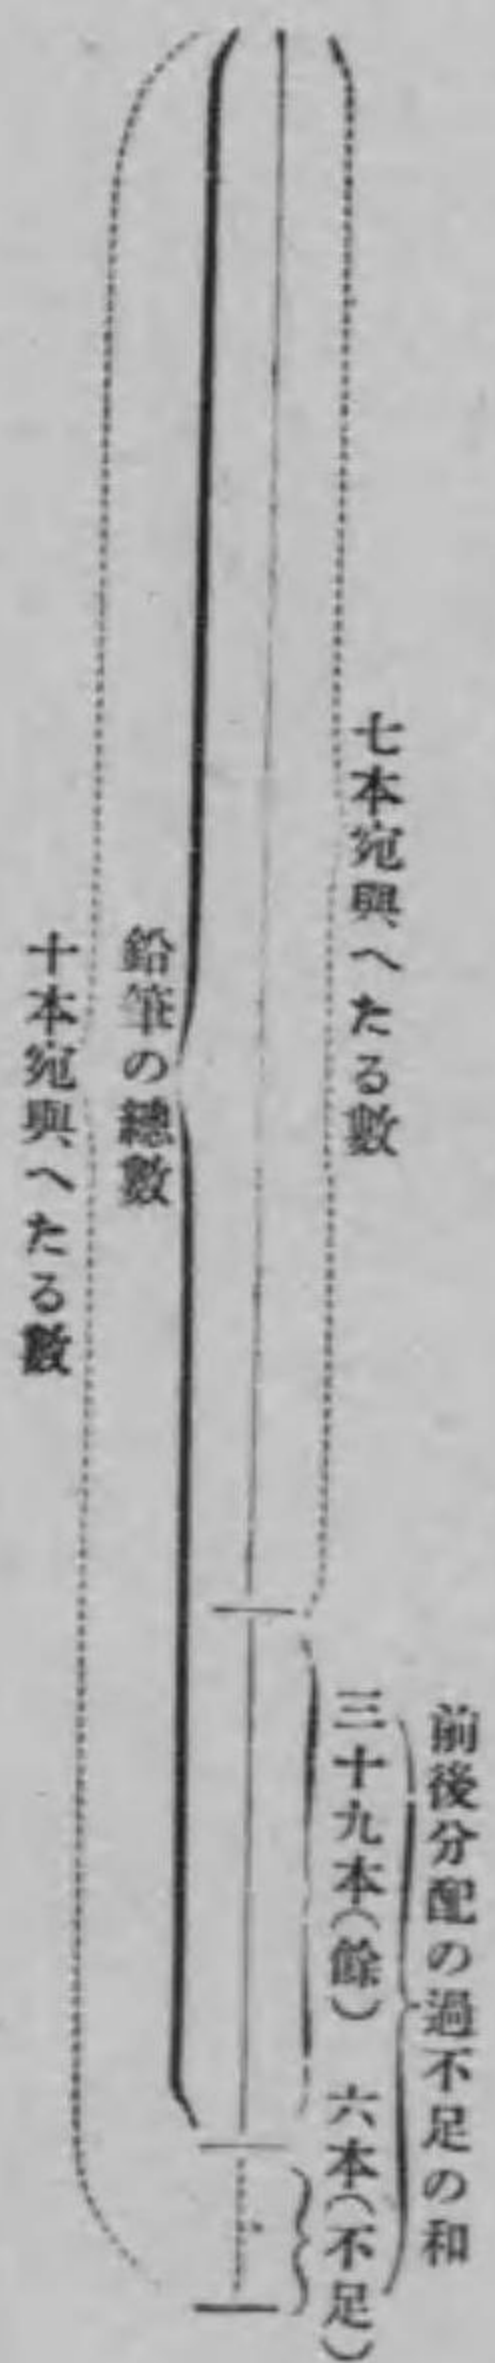 前後分配の過不足の和
三十九本(餘) 六本(不足)
七本宛與へたる數
鉛筆の總數
十本宛與へたる數